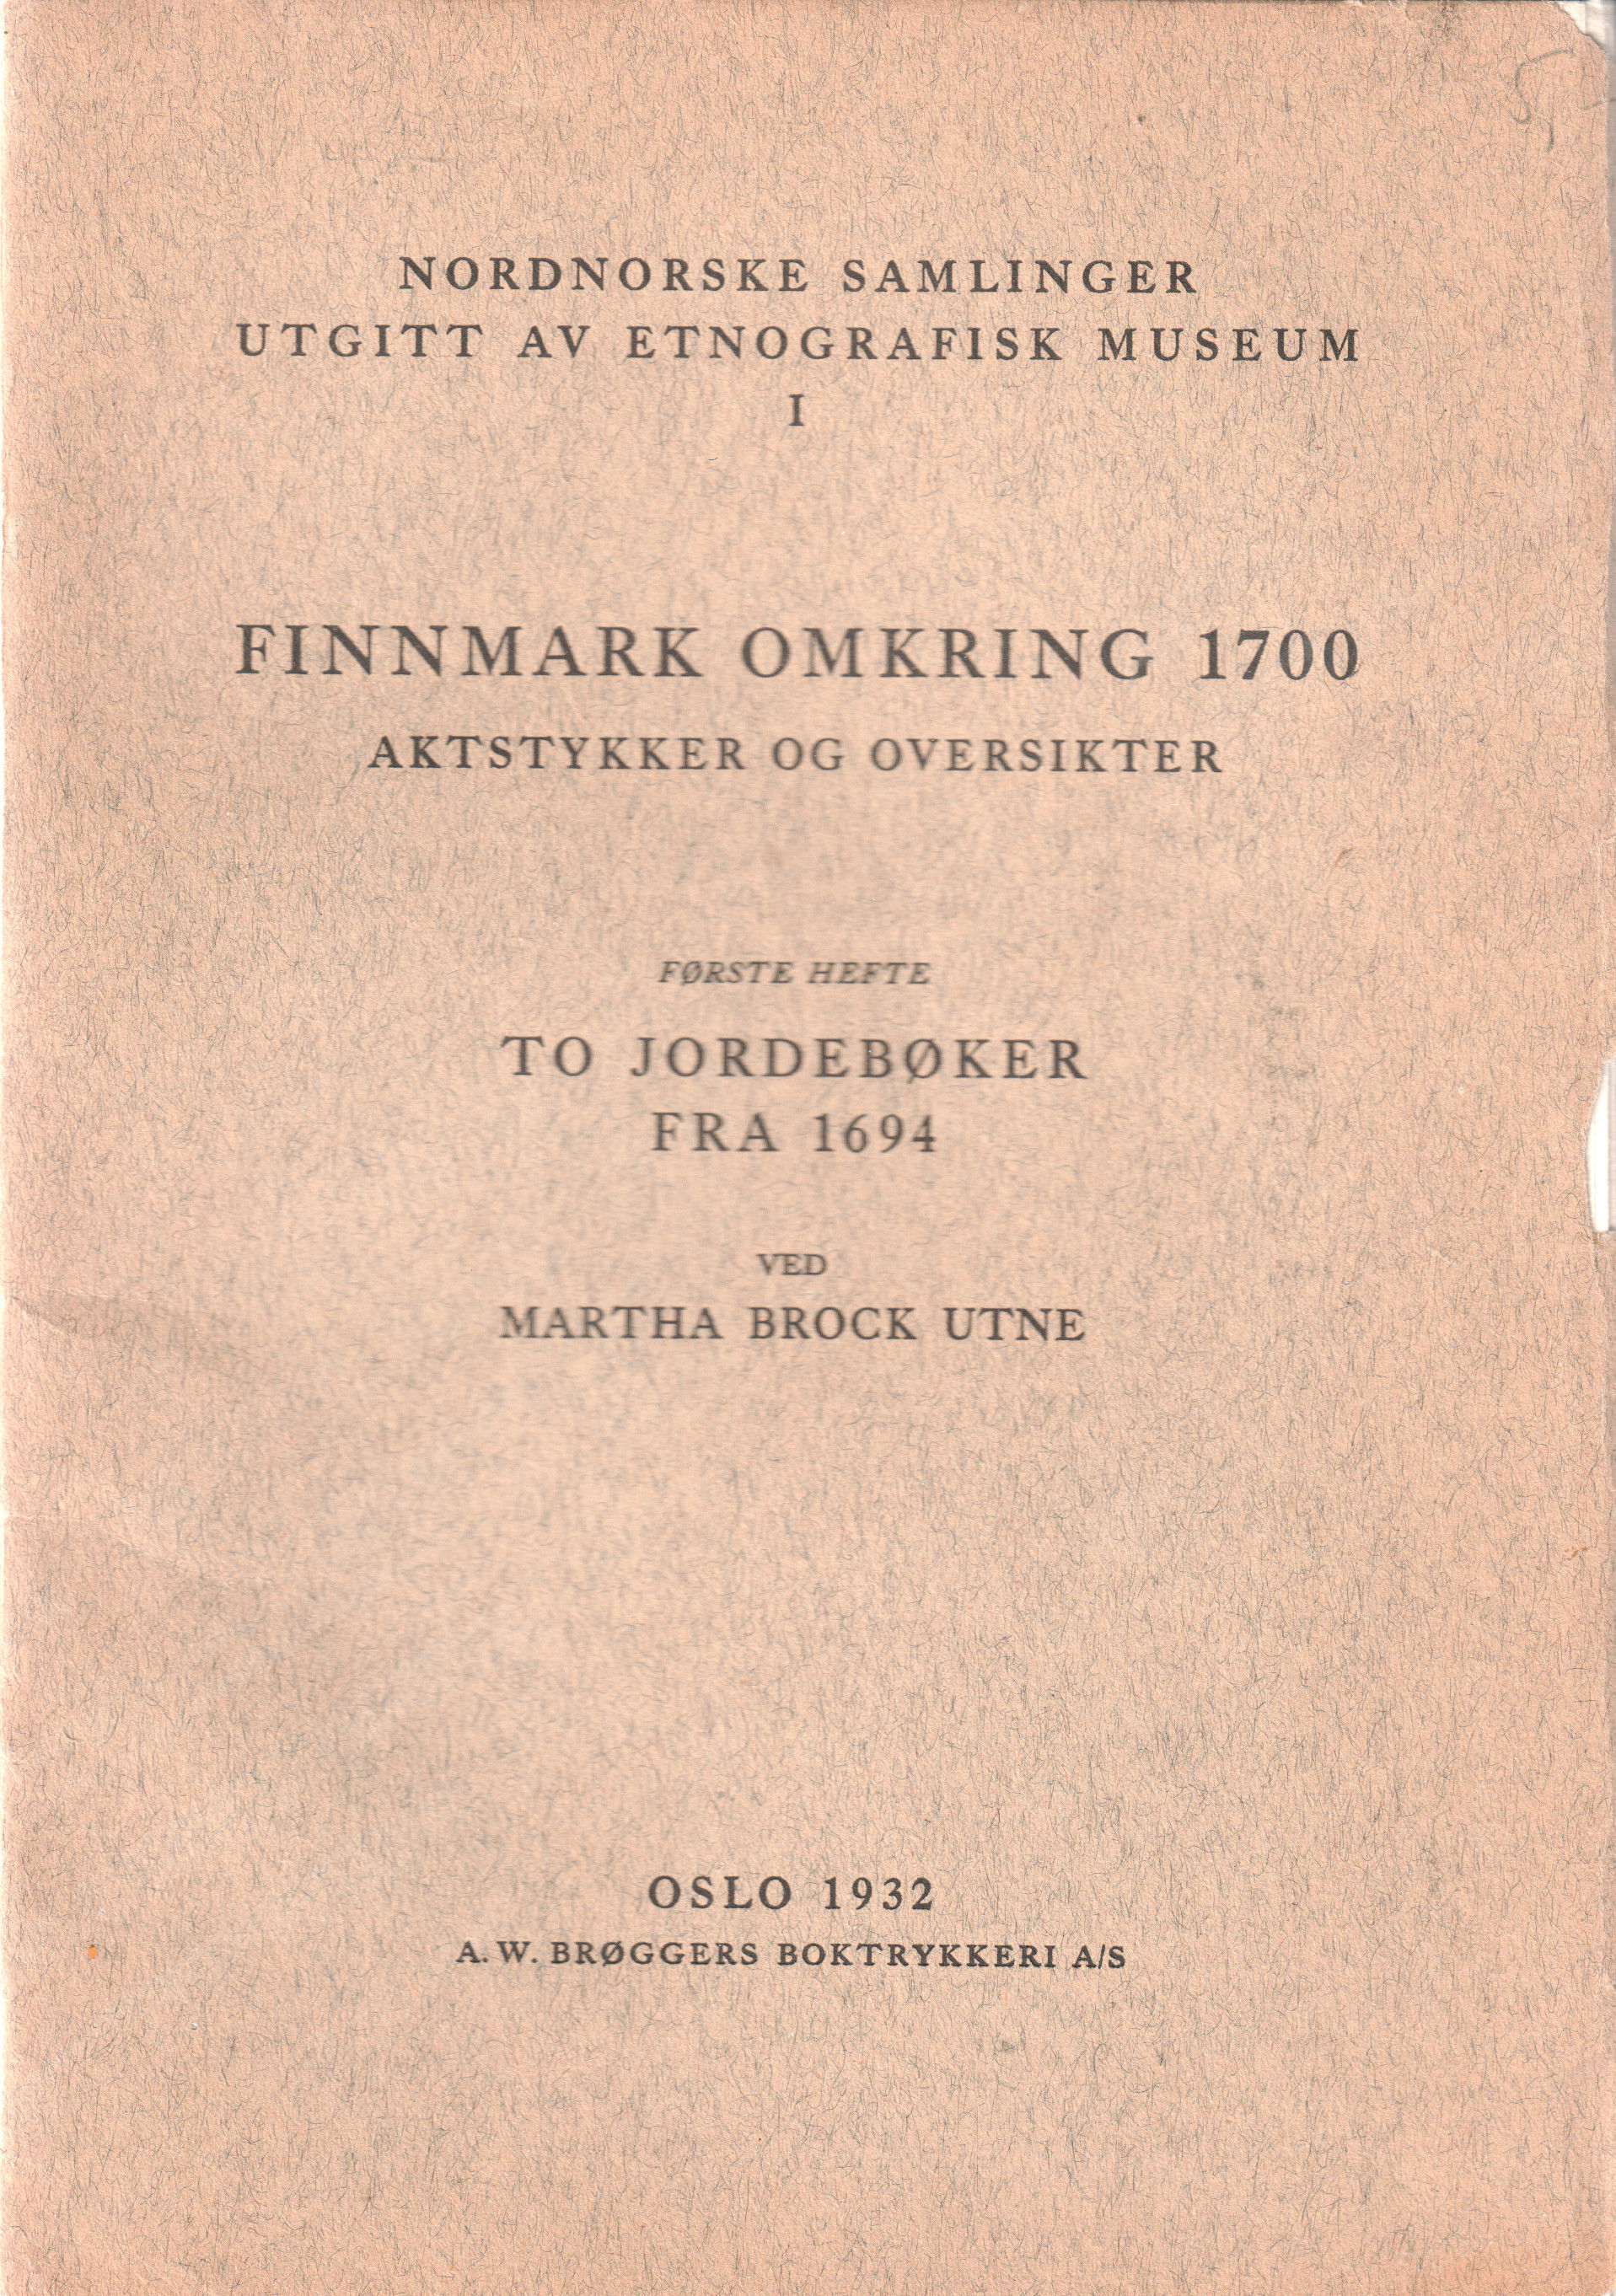 NORDNORSKE SAMLINGER
UTGITT AV ETNOGRAFISK MUSEUM
I
FINNMARK OMKRING 1700
AKTSTYKKER OG OVERSIKTER
FØRSTE HEFTE
TO JORDEBØKER
FRA 1694
VED
MARTHA BROCK UTNE
OSLO 1932
A. W. BRØGGERS BOKTRYKKERI A/S